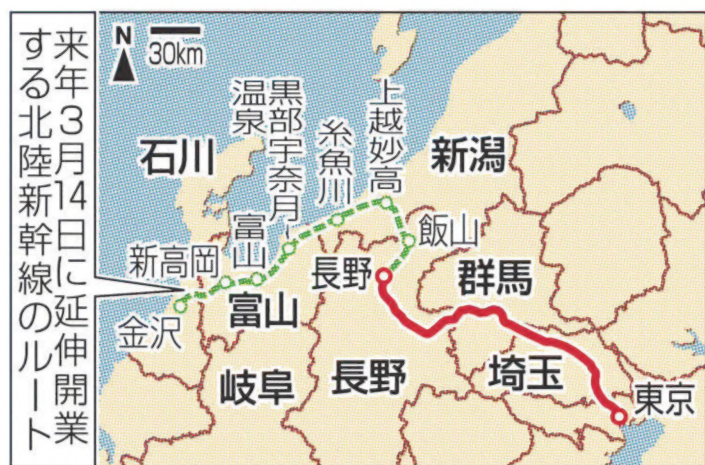 来年3月14日に延伸開業
する北陸新幹線のルート
N
30km
石川
黒部宇奈月
温泉
糸魚川
上越妙高
新潟
富山
新高岡
金沢
飯山
長野
群馬
富山
岐阜
長野
埼玉
東京